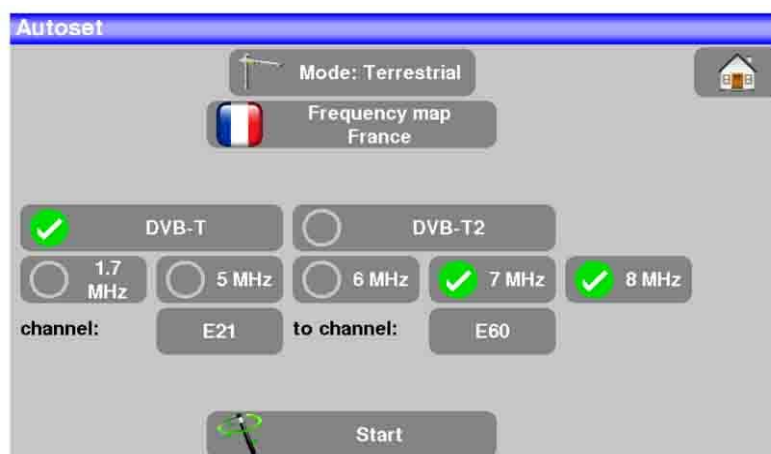 Autoset
Mode: Terrestrial
Frequency map
France
DVB-T
DVB-T2
1.7
MHz
5 MHz
6 MHz
7 MHz
8 MHz
channel:
E21
to channel:
E60
Start